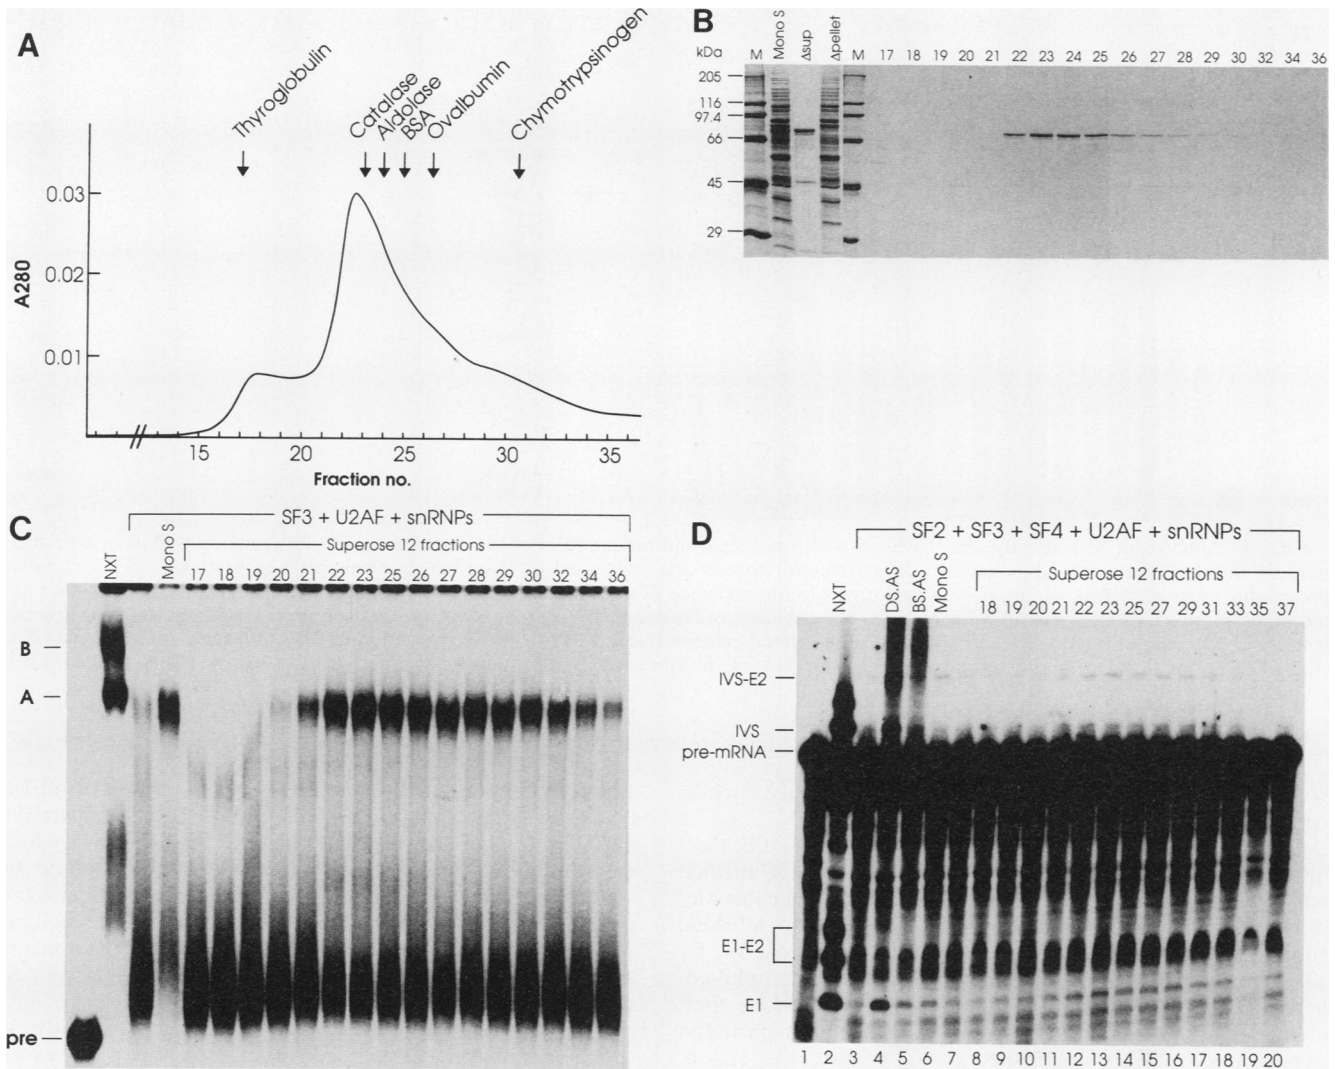 A
Thyroglobulin
Catalase
Aldolase
BSA
Ovalbumin
Chymotrypsinogen
0.03
0.02
0.01
A280
15 20 25 30 35
Fraction no.
B
kDa M Mono S Δsup Δpellet M 17 18 19 20 21 22 23 24 25 26 27 28 29 30 32 34 36
205
116
97.4
66
45
29
C
SF3 + U2AF + snRNPs
NXT Mono S Superose 12 fractions
17 18 19 20 21 22 23 25 26 27 28 29 30 32 34 36
B
A
pre
D
SF2 + SF3 + SF4 + U2AF + snRNPs
NXT DS.AS BS.AS Mono S Superose 12 fractions
18 19 20 21 22 23 25 27 29 31 33 35 37
IVS-E2
IVS
pre-mRNA
E1-E2
E1
1 2 3 4 5 6 7 8 9 10 11 12 13 14 15 16 17 18 19 20